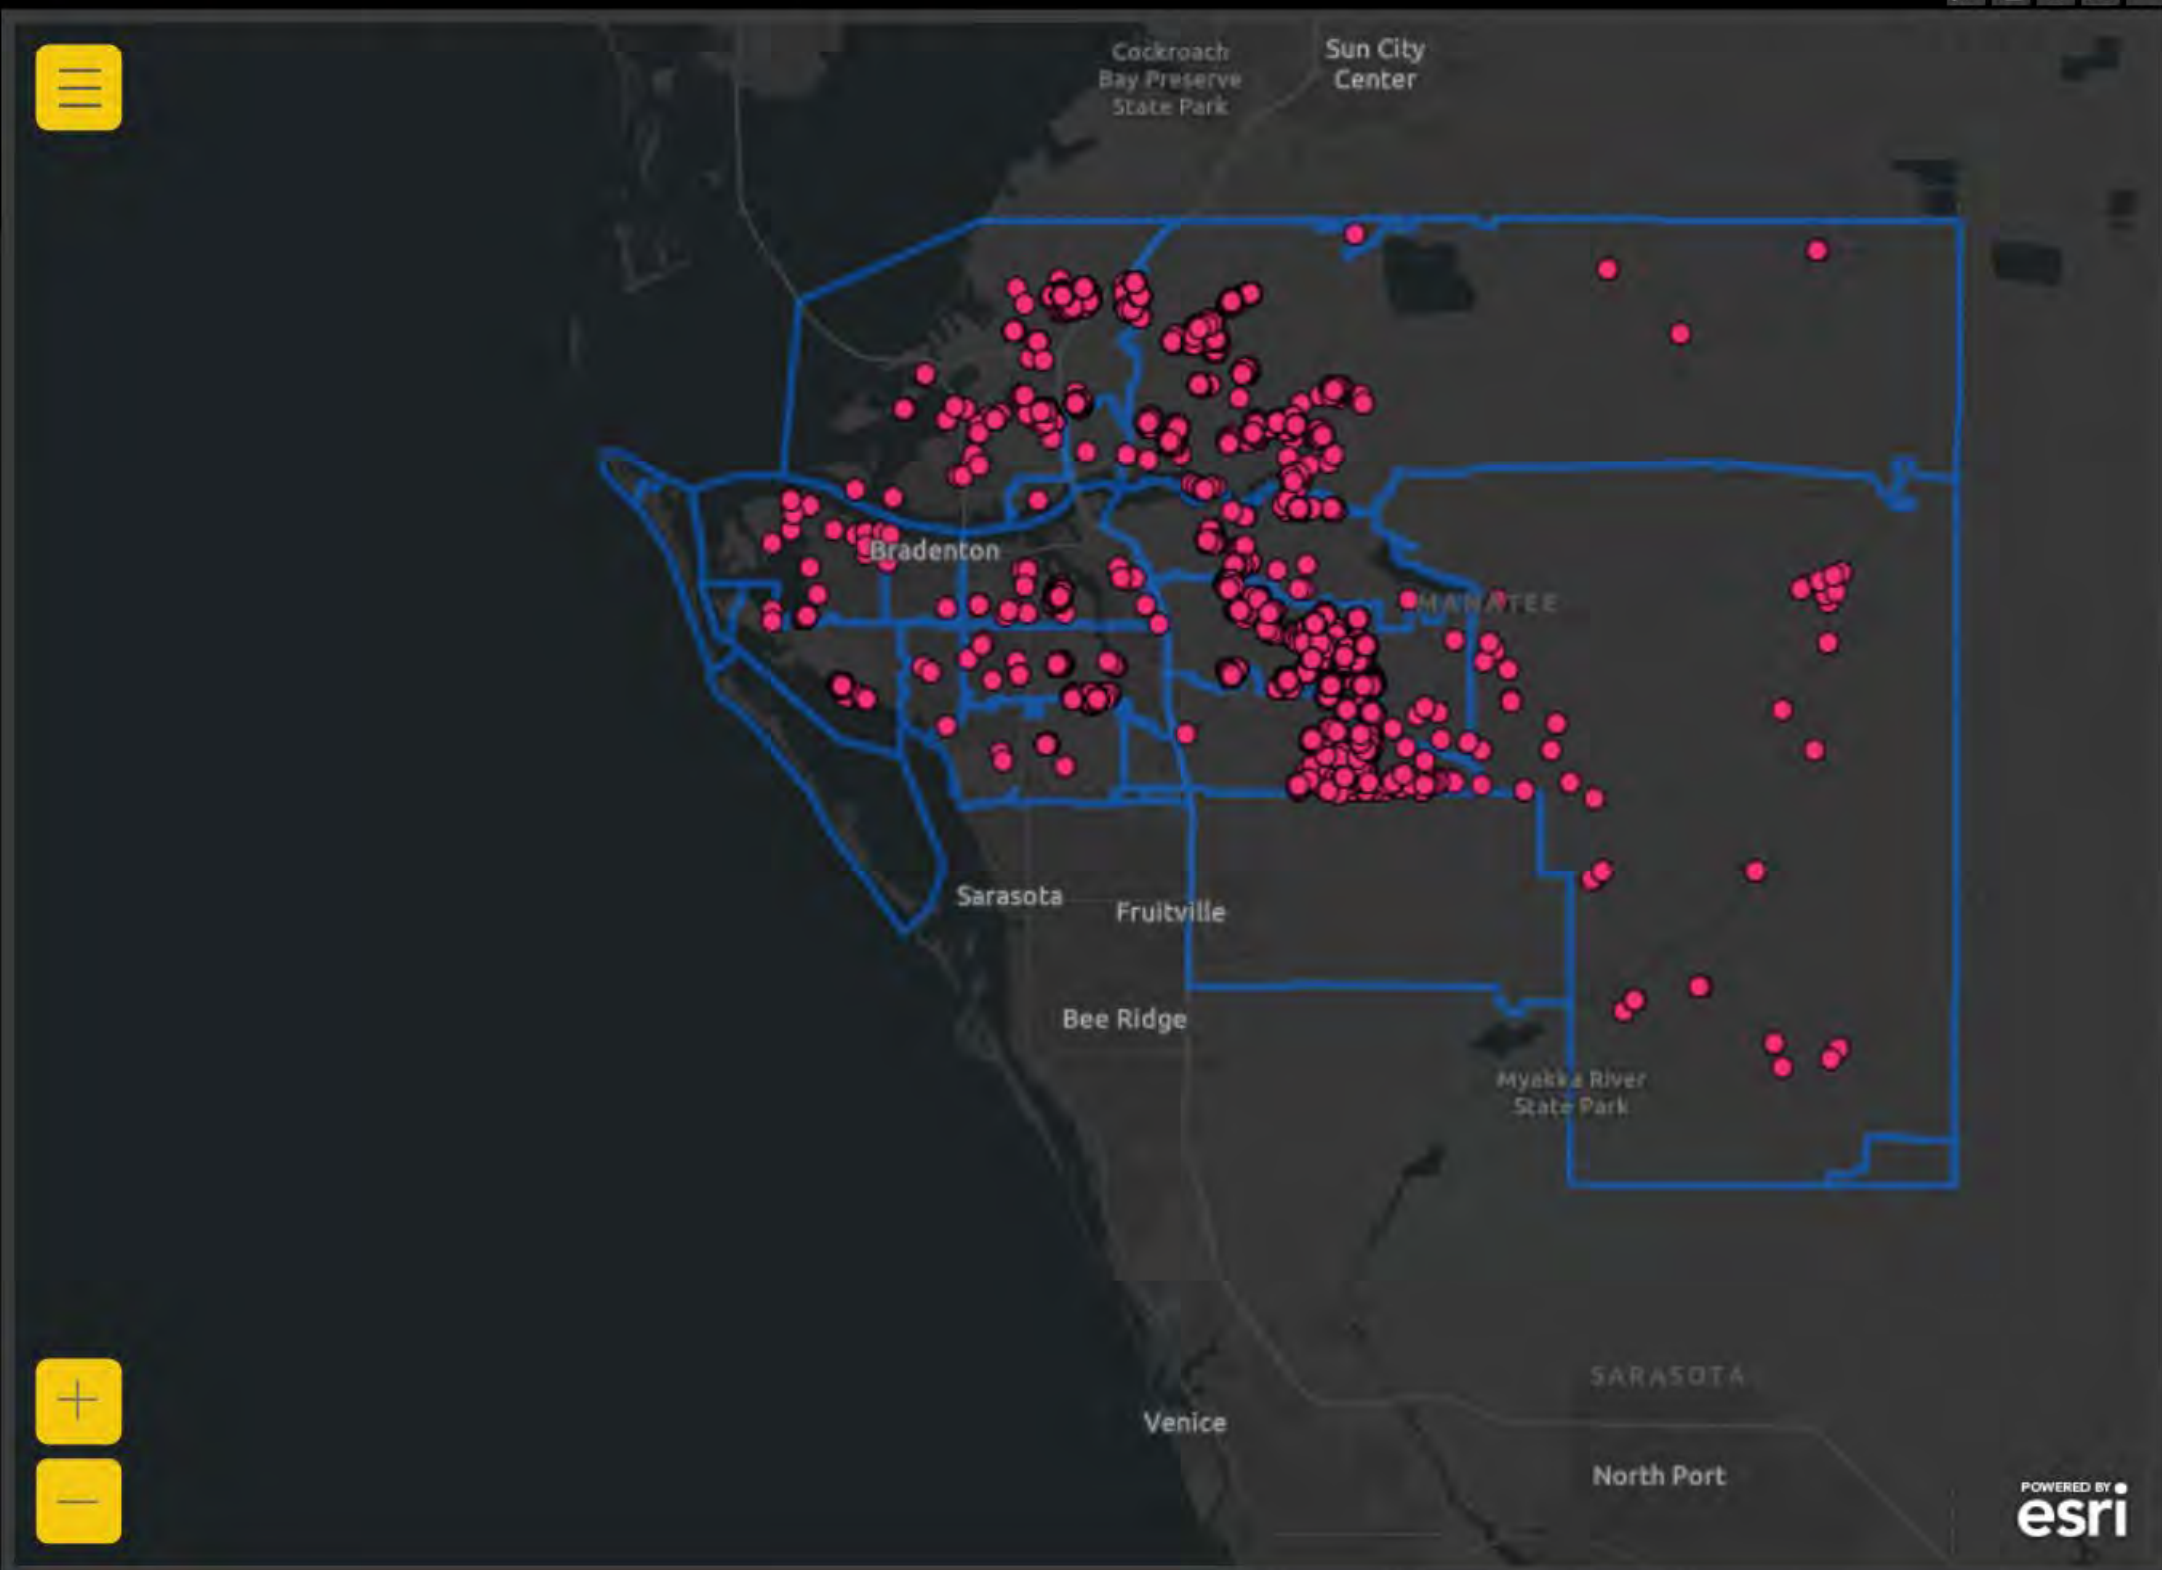 Cockroach
Bay Preserve
State Park
Sun City
Center
Bradenton
MANATEE
Sarasota
Fruitville
Bee Ridge
Myakka River
State Park
SARASOTA
Venice
North Port
POWERED BY
esri